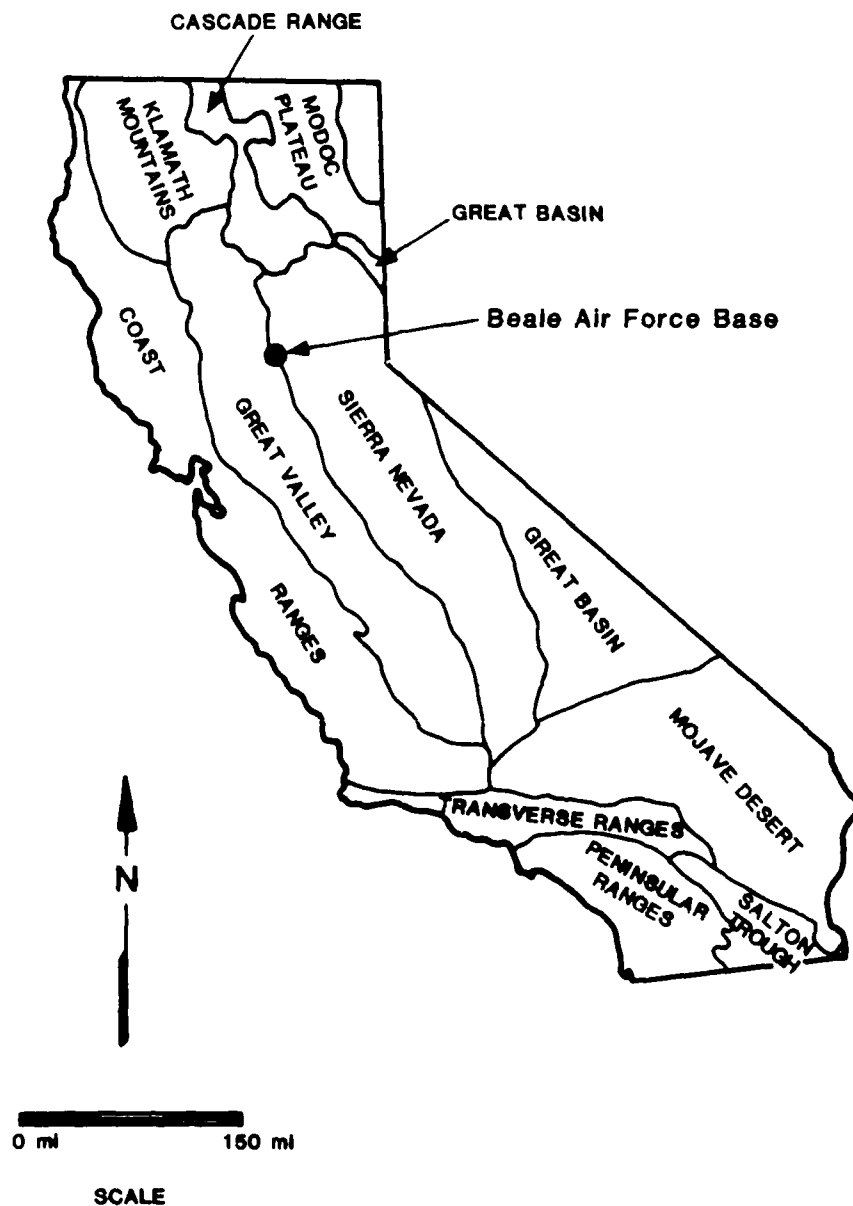 CASCADE RANGE
KLAMATH
MOUNTAINS
MODOC
PLATEAU
GREAT BASIN
Beale Air Force Base
COAST
GREAT VALLEY
SIERRA NEVADA
GREAT BASIN
RANGES
MOJAVE DESERT
TRANSVERSE RANGES
PENINSULAR
RANGES
SALTON
TROUGH
N
0 mi 150 mi
SCALE